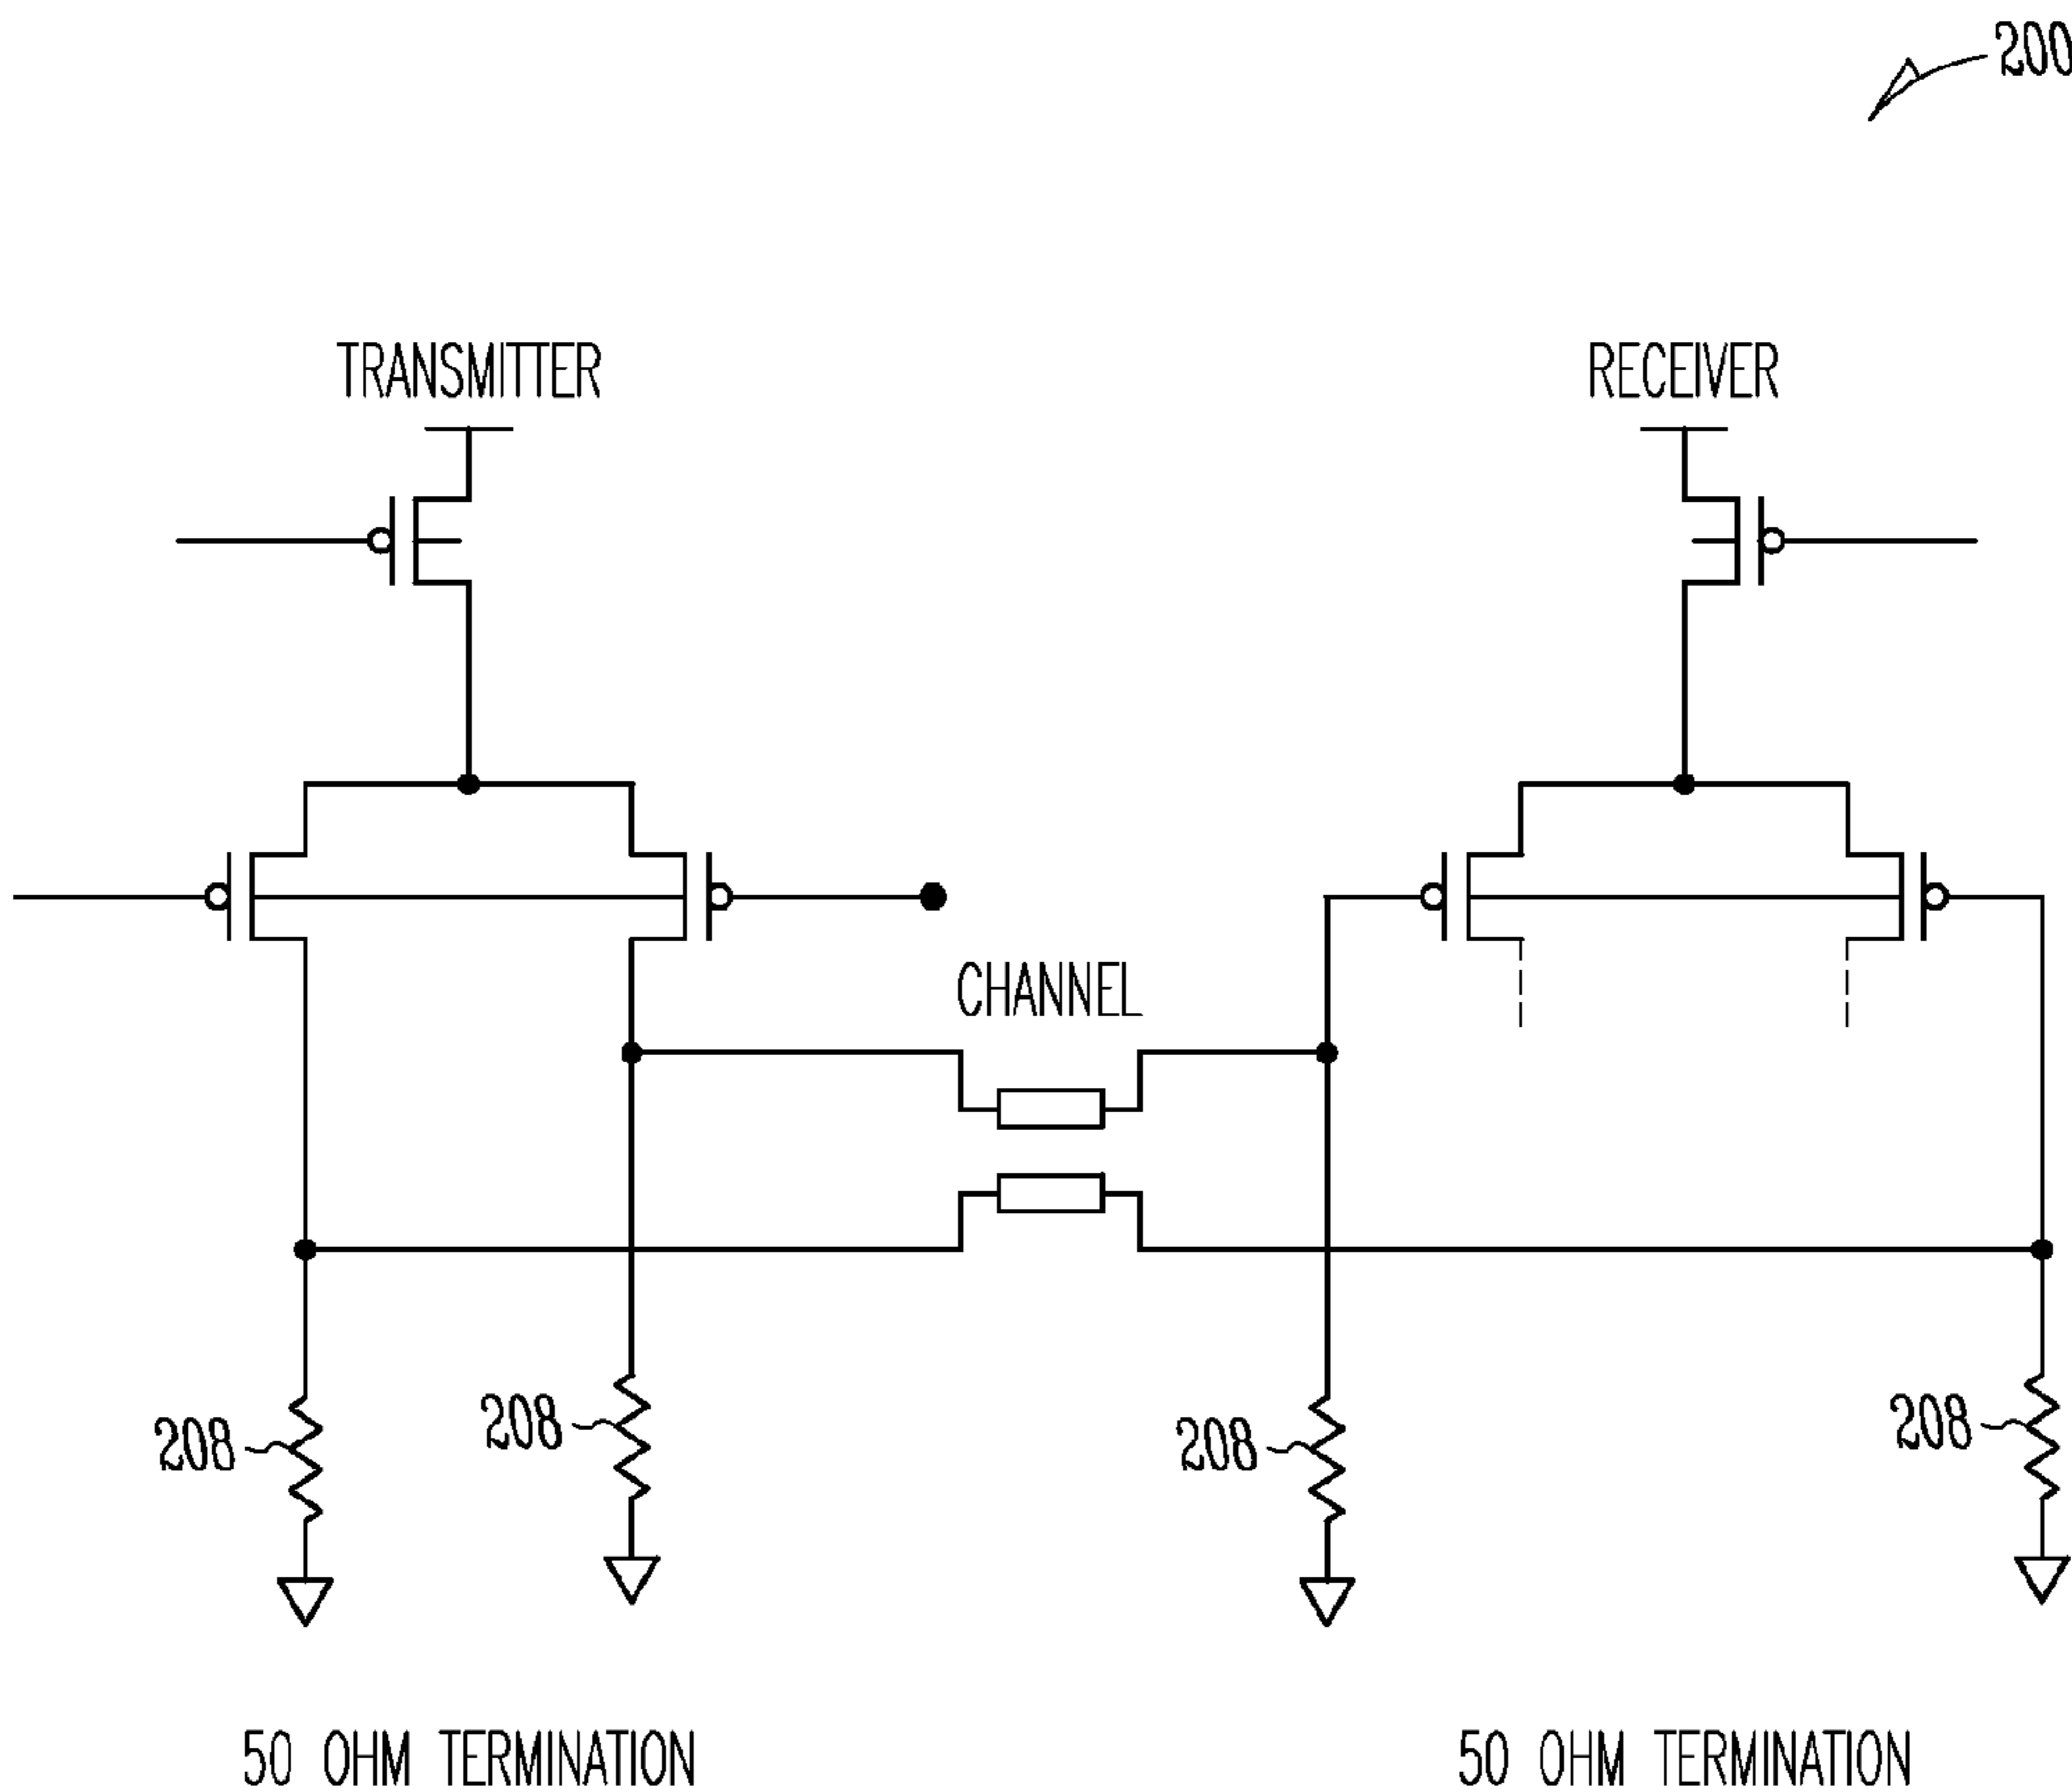 200
TRANSMITTER
RECEIVER
CHANNEL
208
208
208
208
50 OHM TERMINATION
50 OHM TERMINATION